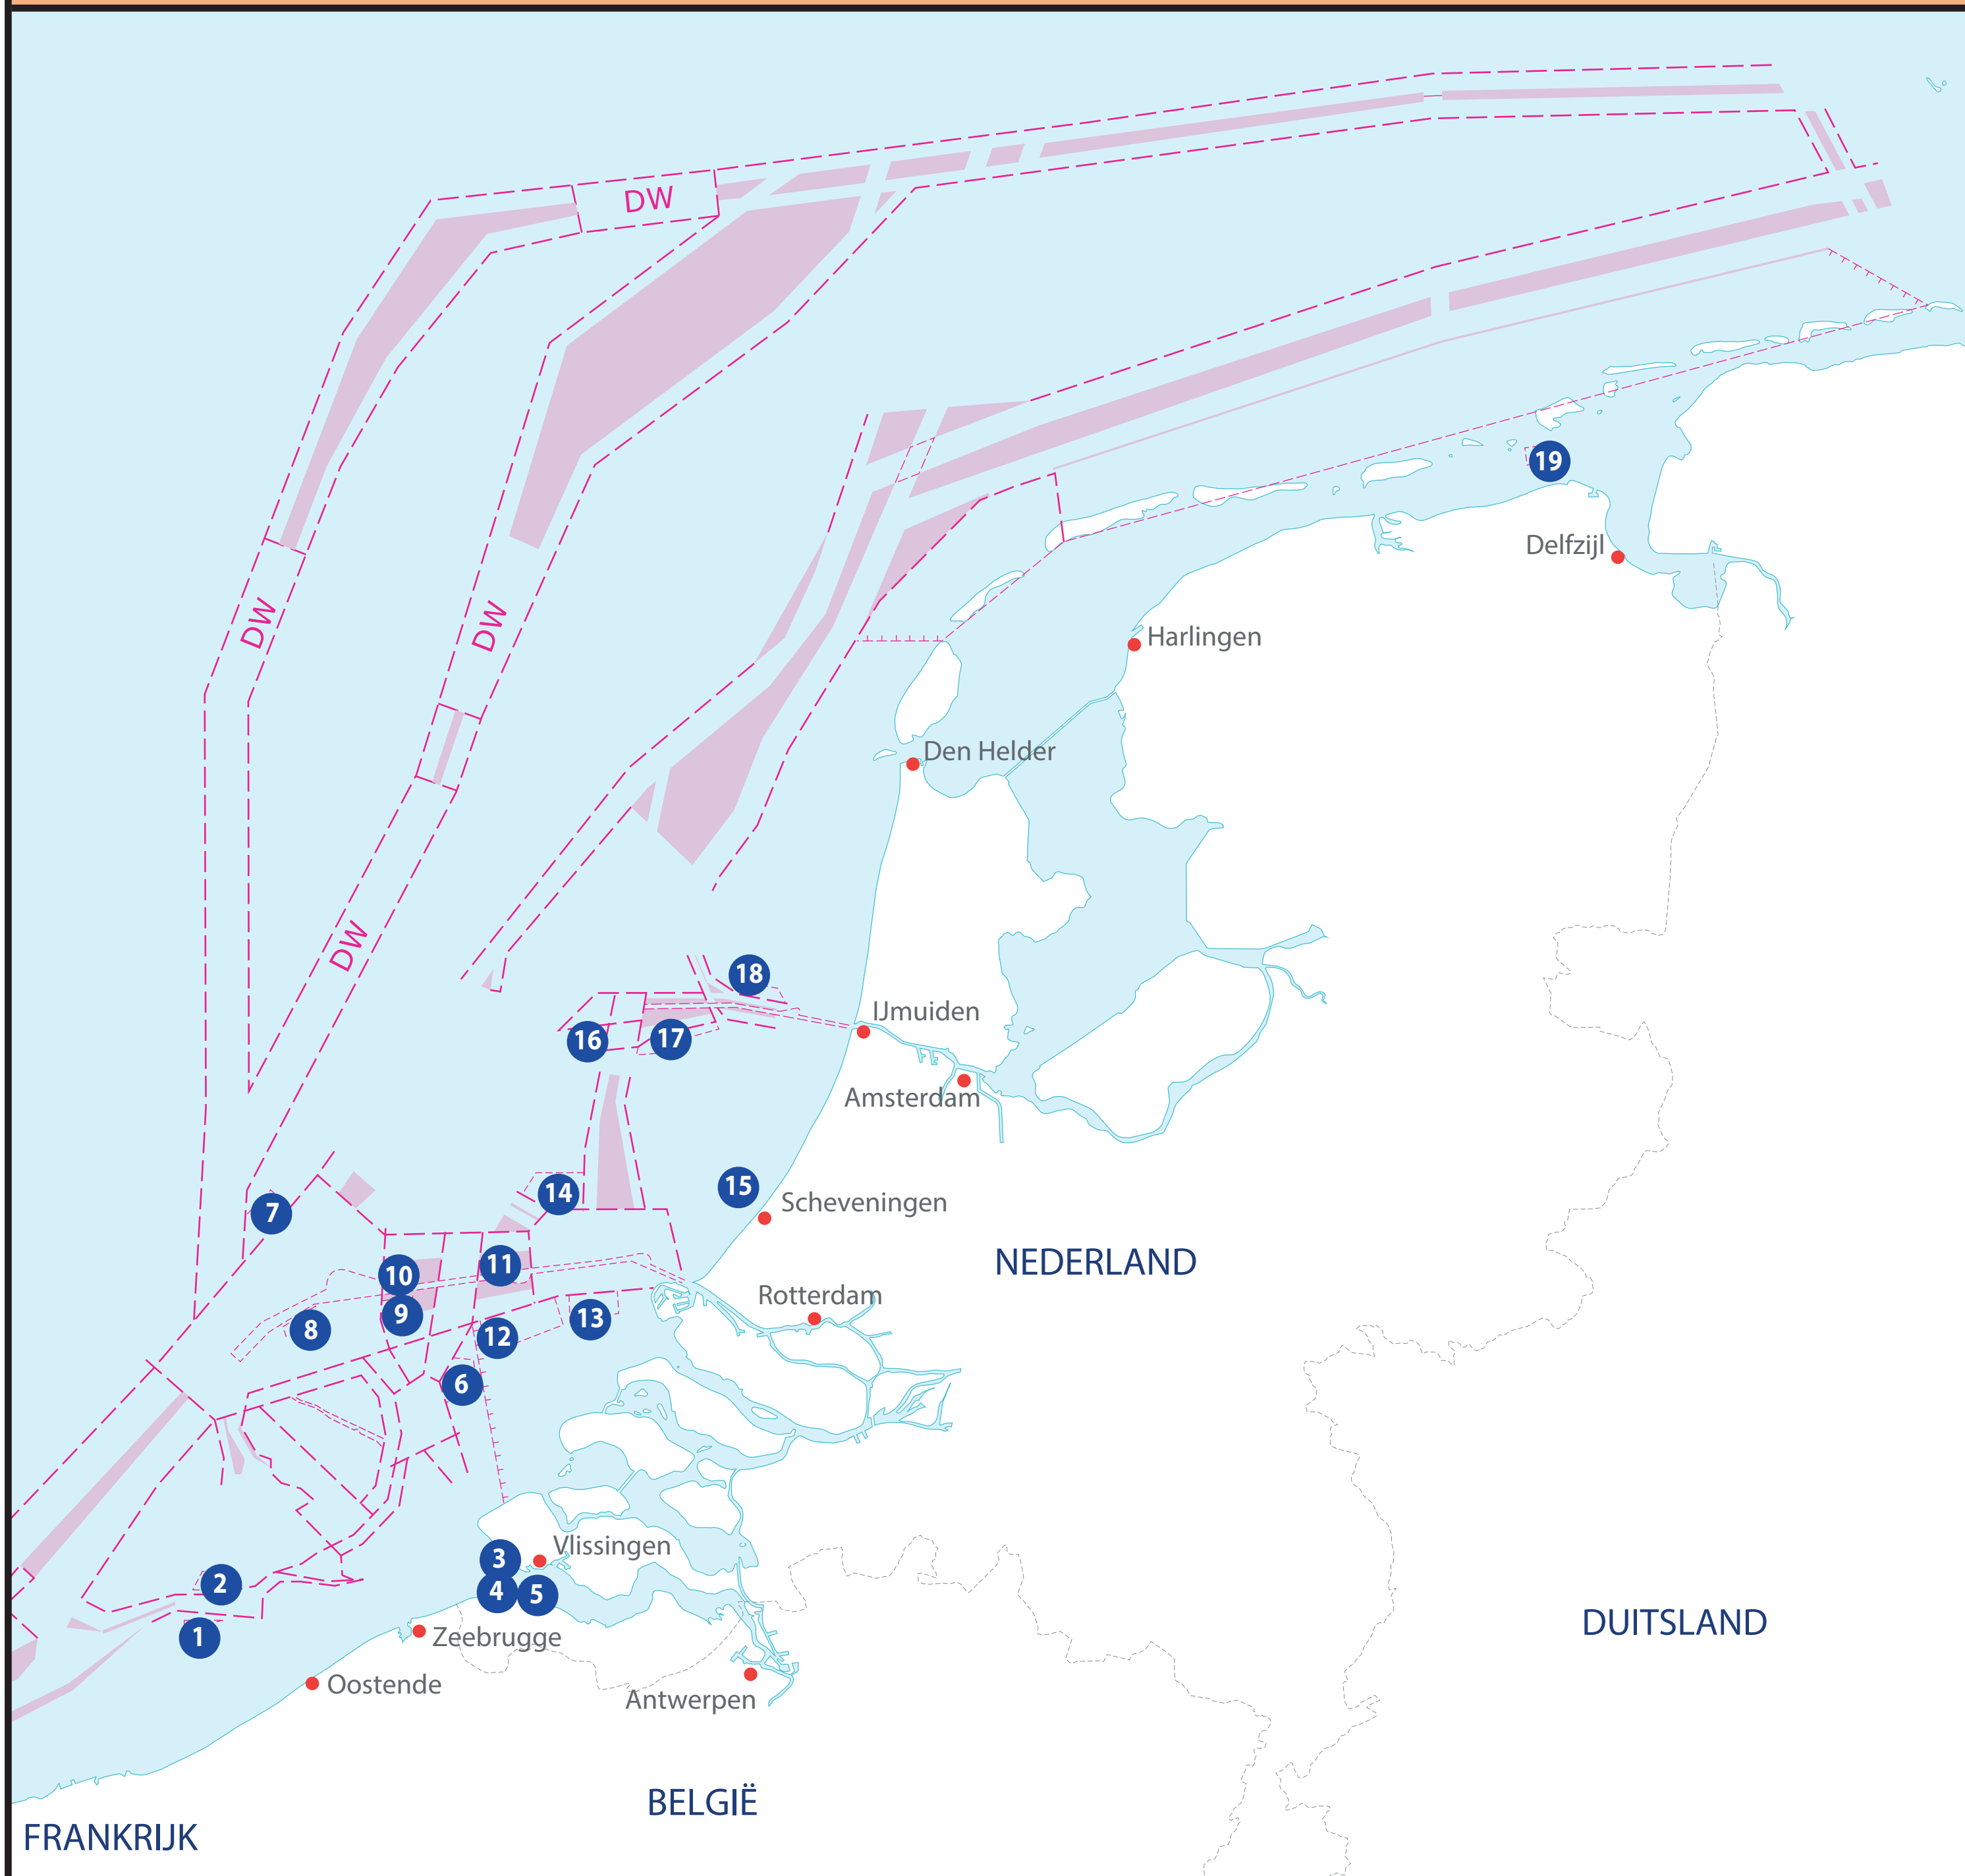 DW
19
Delfzijl
DW
DW
Harlingen
Den Helder
DW
18
IJmuiden
16
17
Amsterdam
14
15
7
Scheveningen
NEDERLAND
11
10
Rotterdam
9
13
8
12
6
Vlissingen
3
2
4
5
DUITSLAND
1
Zeebrugge
Oostende
Antwerpen
BELGIË
FRANKRIJK